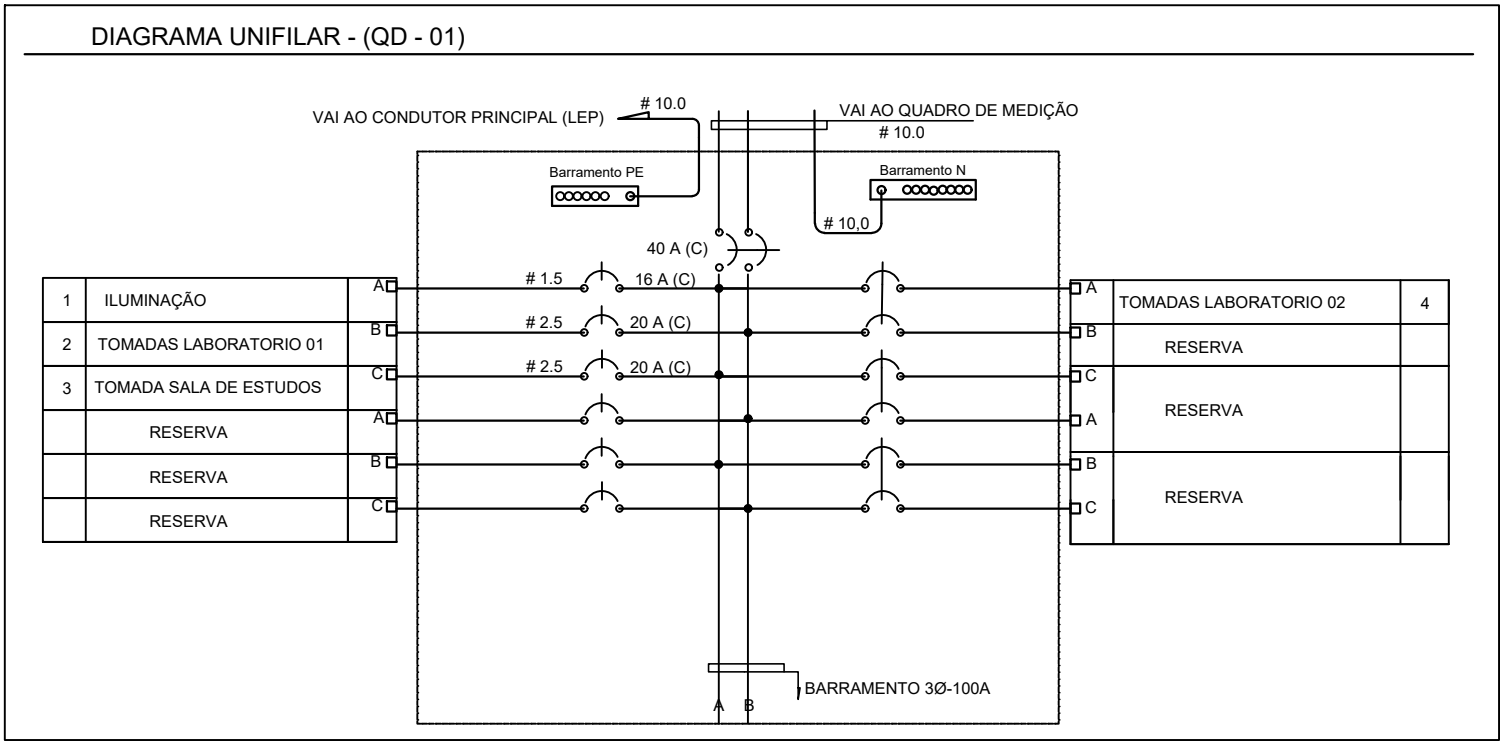 DIAGRAMA UNIFILAR - (QD - 01)
# 10.0
VAI AO CONDUTOR PRINCIPAL (LEP)
VAI AO QUADRO DE MEDIÇÃO
# 10.0
Barramento PE
Barramento N
# 10,0
40 A (C)
1 ILUMINAÇÃO A # 1.5 16 A (C) A TOMADAS LABORATORIO 02 4
2 TOMADAS LABORATORIO 01 B # 2.5 20 A (C) B RESERVA
3 TOMADA SALA DE ESTUDOS C # 2.5 20 A (C) C
RESERVA A A RESERVA
RESERVA B B
RESERVA C C RESERVA
BARRAMENTO 3Ø-100A
A B